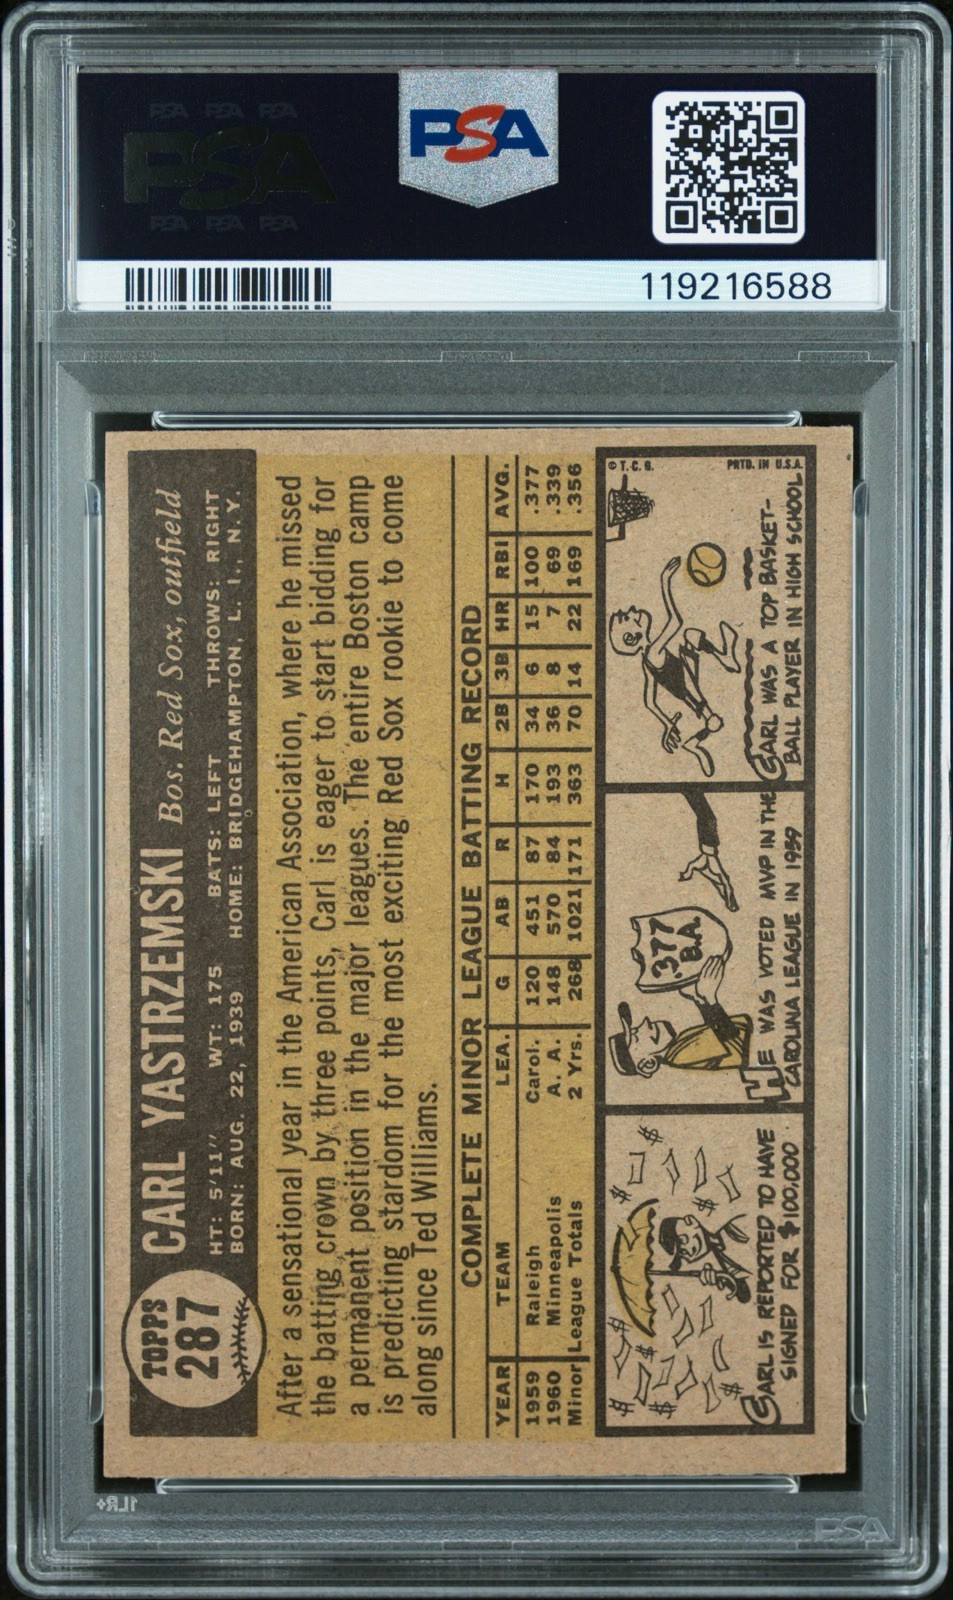 PSA PSA PSA
PSA
PSA PSA PSA
PSA
119216588
TOPPS
287
CARL YASTRZEMSKI Bos. Red Sox, outfield
HT: 5'11" WT: 175 BATS: LEFT THROWS: RIGHT
BORN: AUG. 22, 1939 HOME: BRIDGEHAMPTON, L. I., N. Y.
After a sensational year in the American Association, where he missed
the batting crown by three points, Carl is eager to start bidding for
a permanent position in the major leagues. The entire Boston camp
is predicting stardom for the most exciting Red Sox rookie to come
along since Ted Williams.
COMPLETE MINOR LEAGUE BATTING RECORD
YEAR TEAM LEA. G AB R H 2B 3B HR RBI AVG.
1959 Raleigh Carol. 120 451 87 170 34 6 15 100 .377
1960 Minneapolis A. A. 148 570 84 193 36 8 7 69 .339
Minor League Totals 2 Yrs. 268 1021 171 363 70 14 22 169 .356
$ $ $ $ $ $ $ $
CARL IS REPORTED TO HAVE
SIGNED FOR $100,000
.377
B.A.
HE WAS VOTED MVP IN THE
CAROLINA LEAGUE IN 1959
© T. C. G.
PRTD. IN U.S.A.
CARL WAS A TOP BASKET-
BALL PLAYER IN HIGH SCHOOL
1LR+
PSA